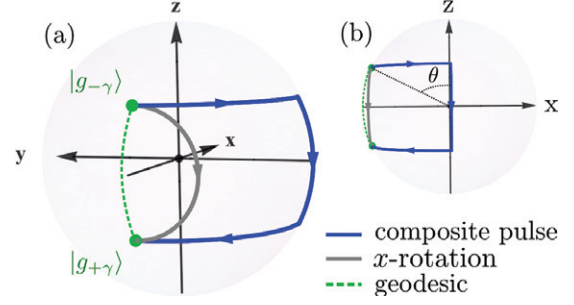 (a)
z
|g₋γ⟩
x
y
|g₊γ⟩
(b)
Z
θ
X
composite pulse
x-rotation
geodesic